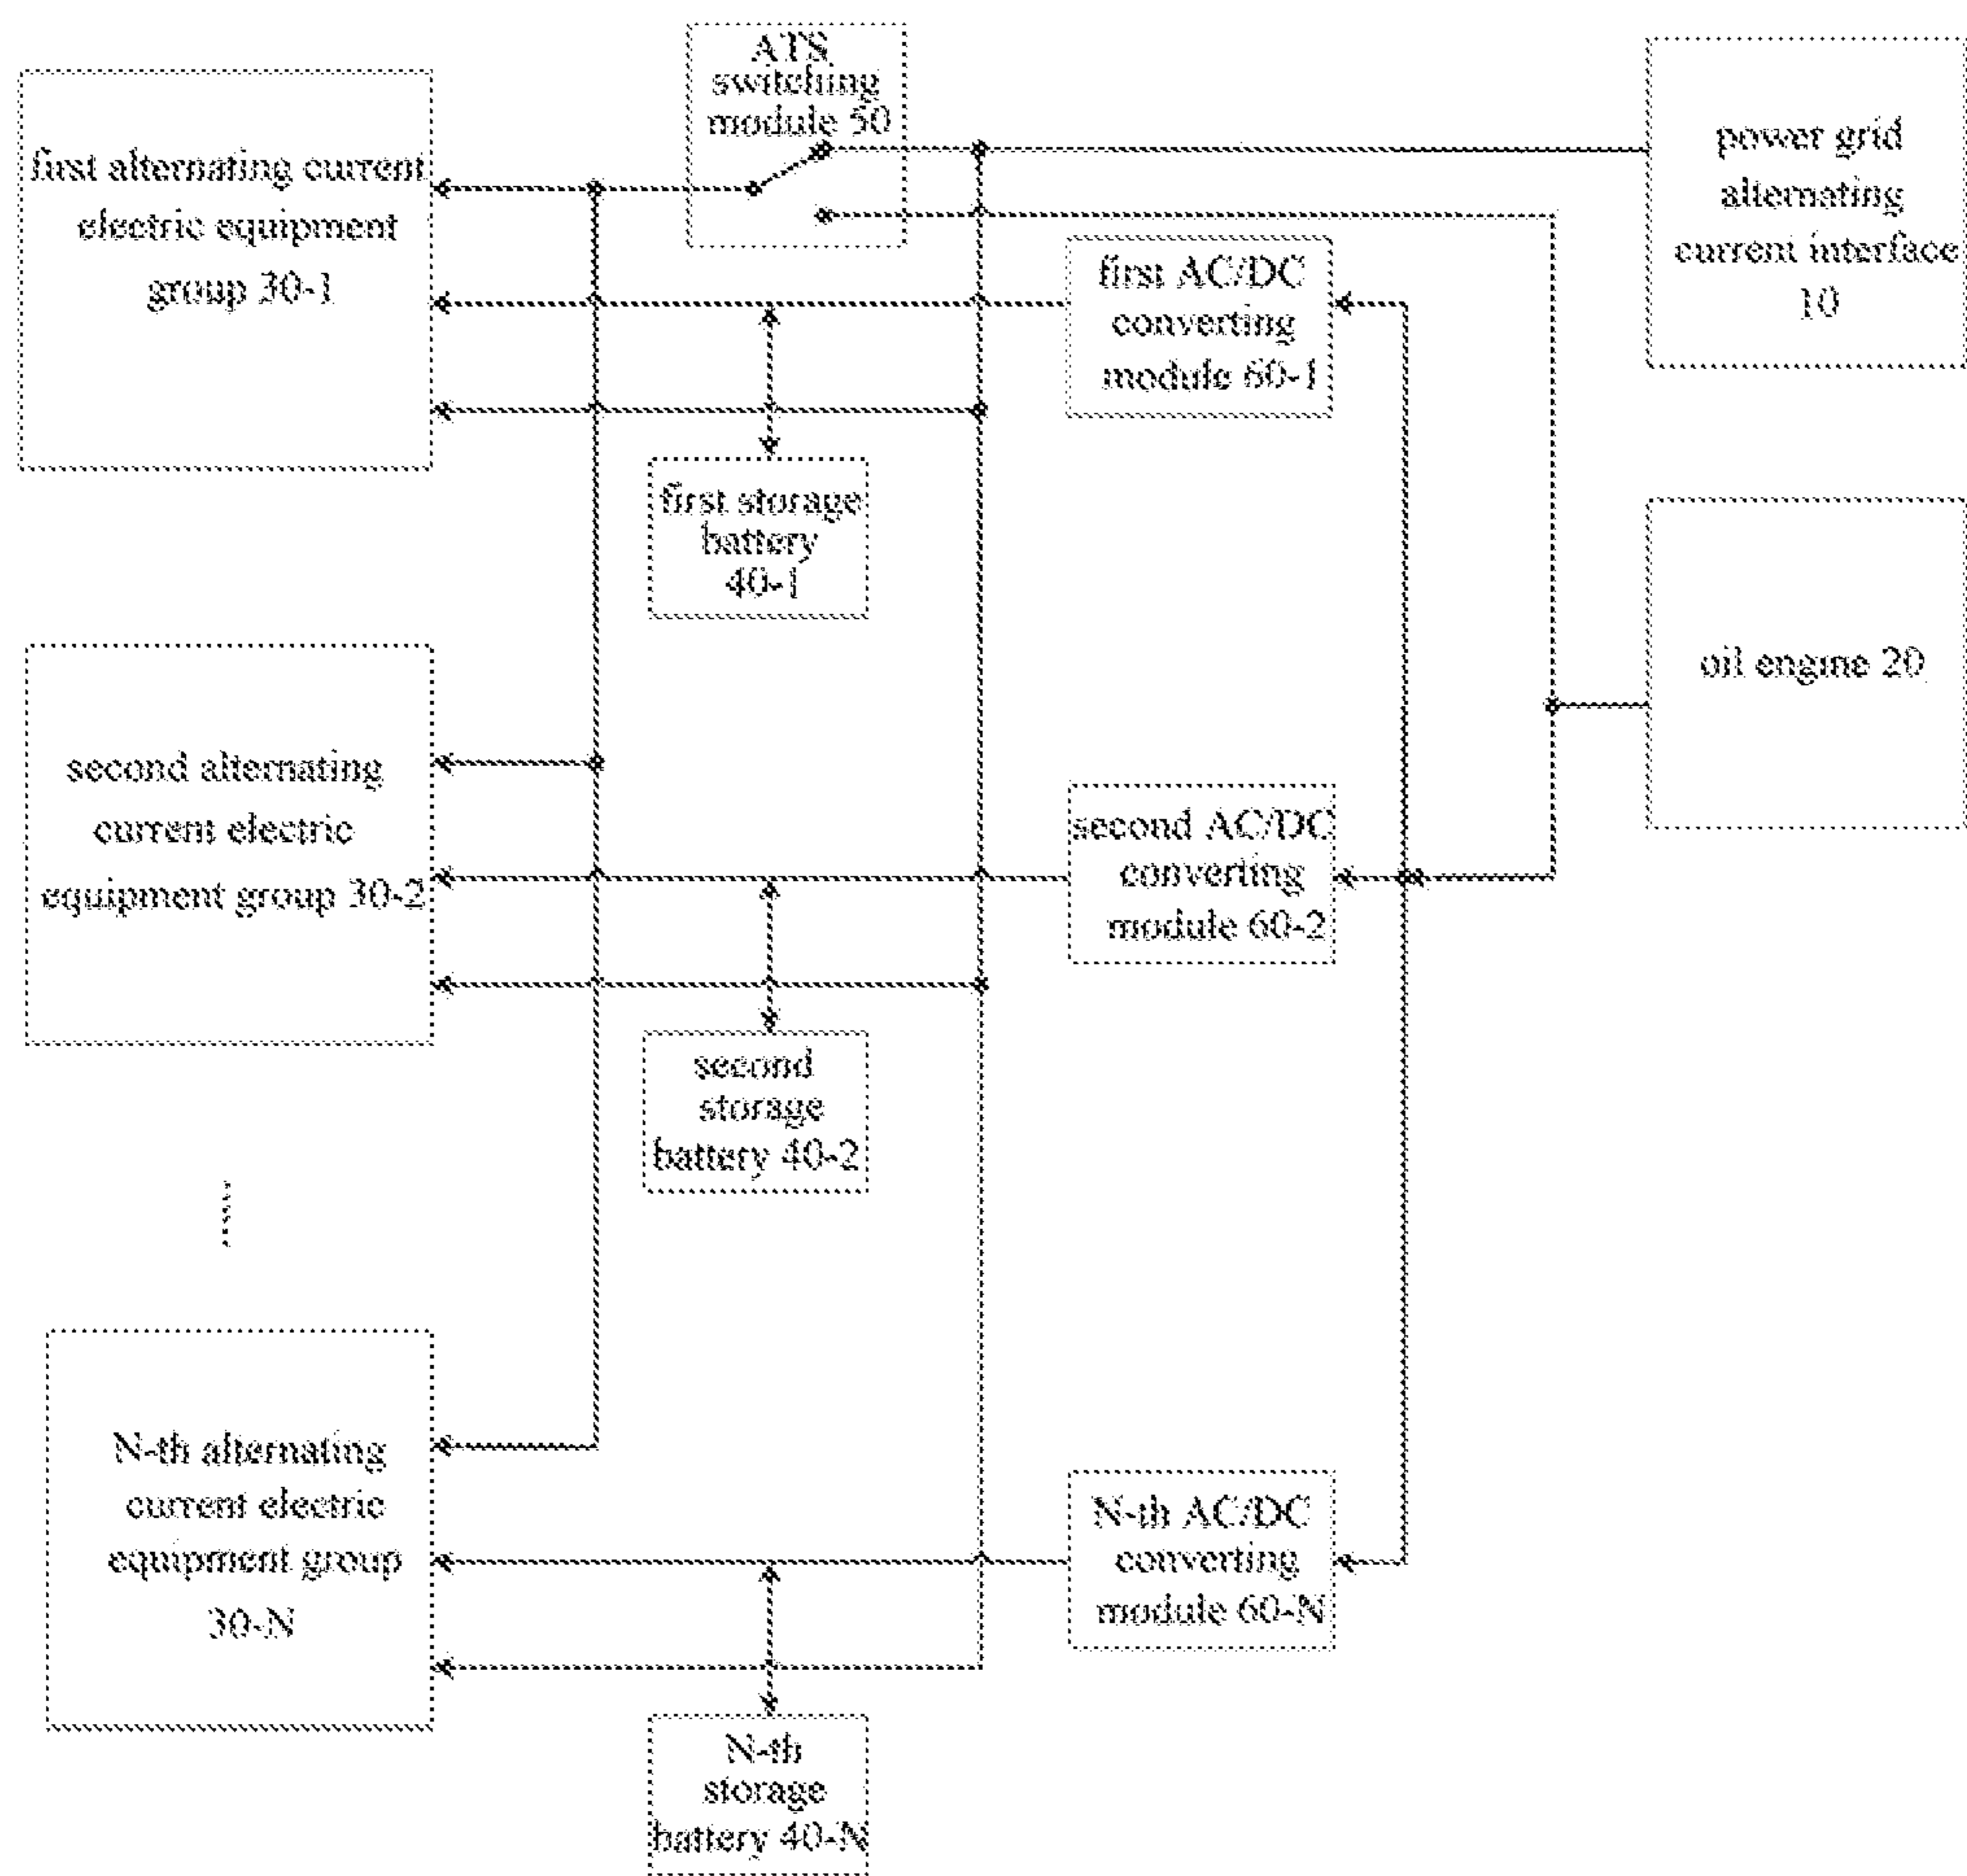 ATS
switching
module 50
first alternating current
electric equipment
group 30-1
power grid
alternating
current interface
10
first AC/DC
converting
module 60-1
first storage
battery
40-1
oil engine 20
second alternating
current electric
equipment group 30-2
second AC/DC
converting
module 60-2
second
storage
battery 40-2
N-th alternating
current electric
equipment group
30-N
N-th AC/DC
converting
module 60-N
N-th
storage
battery 40-N